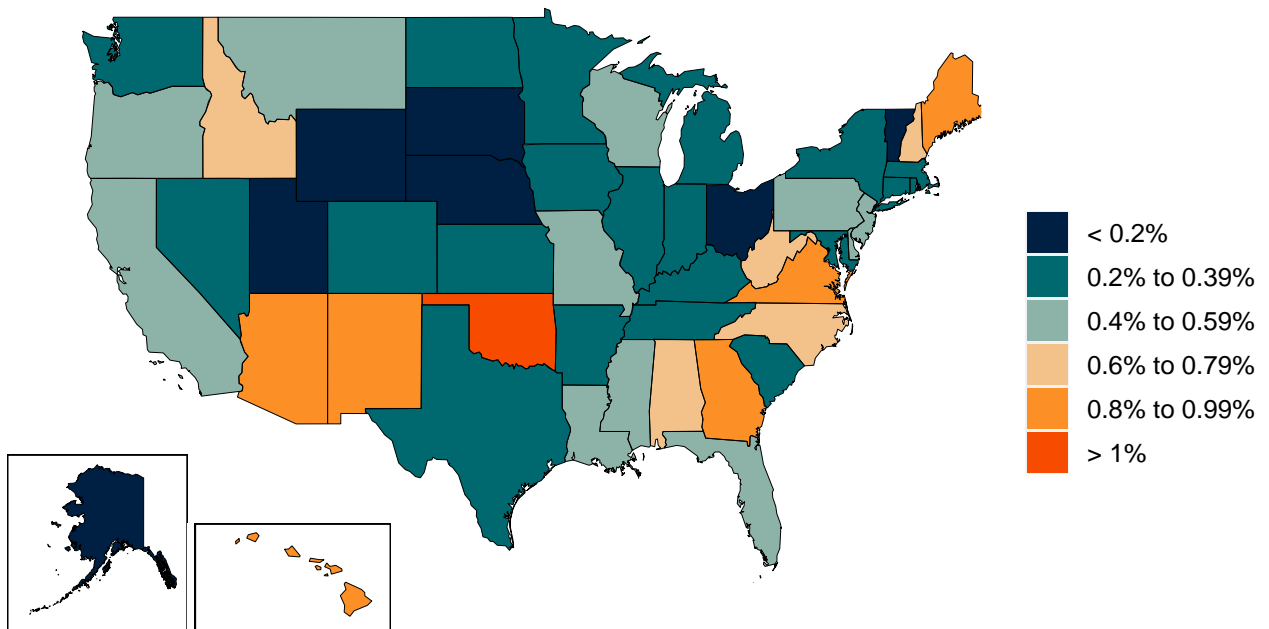 < 0.2%
0.2% to 0.39%
0.4% to 0.59%
0.6% to 0.79%
0.8% to 0.99%
> 1%